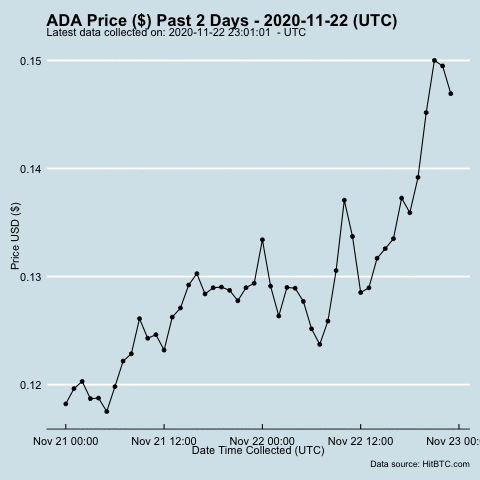 ADA Price ($) Past 2 Days - 2020-11-22 (UTC)
Latest data collected on: 2020-11-22 23:01:01 - UTC
0.15
0.14
0.13
0.12
Price USD ($)
Nov 21 00:00 Nov 21 12:00 Nov 22 00:00 Nov 22 12:00 Nov 23 00:
Date Time Collected (UTC)
Data source: HitBTC.com